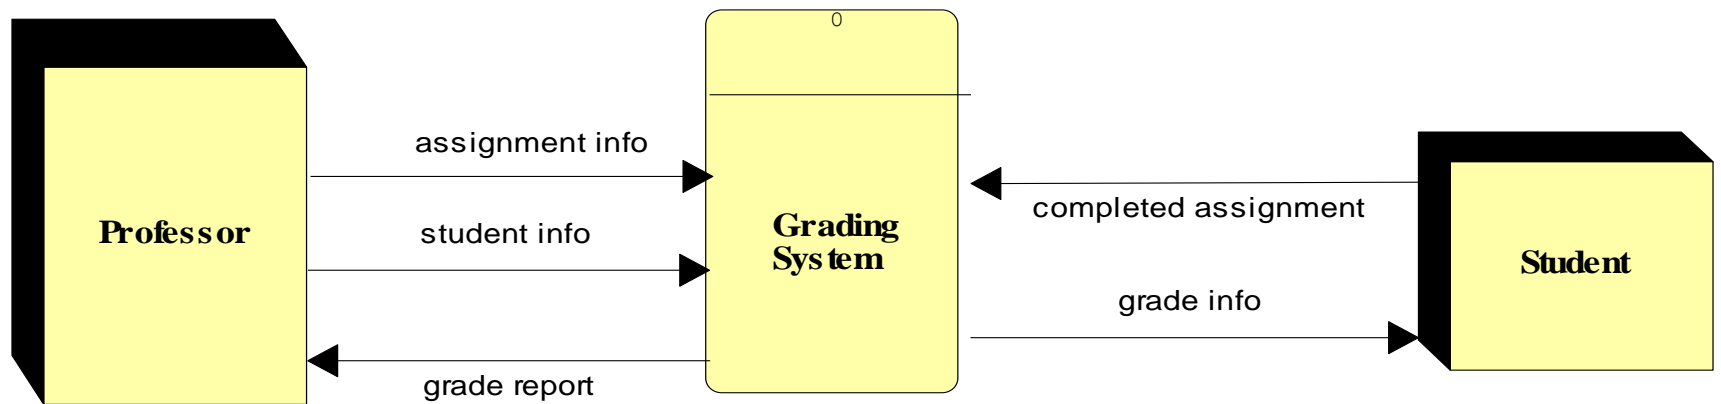 0
assignment info
Professor
student info
grade report
Grading
System
completed assignment
grade info
Student